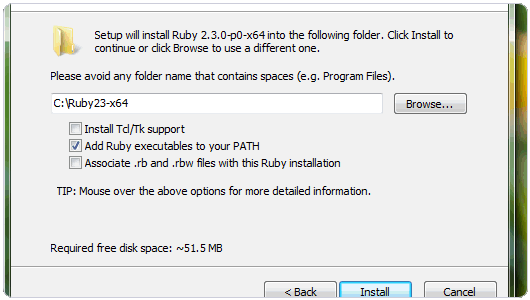 Setup will install Ruby 2.3.0-p0-x64 into the following folder. Click Install to
continue or click Browse to use a different one.
Please avoid any folder name that contains spaces (e.g. Program Files).
C:\Ruby23-x64
Browse...
Install Tcl/Tk support
Add Ruby executables to your PATH
Associate .rb and .rbw files with this Ruby installation
TIP: Mouse over the above options for more detailed information.
Required free disk space: ~51.5 MB
< Back
Install
Cancel